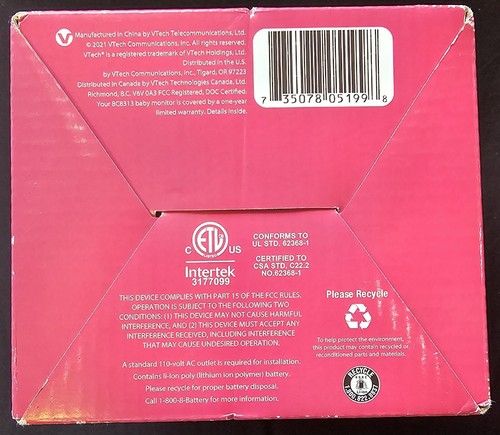 Manufactured in China by VTech Telecommunications, Ltd.
© 2021 VTech Communications, Inc. All rights reserved.
VTech® is a registered trademark of VTech Holdings, Ltd.
Distributed in the U.S.
by VTech Communications, Inc., Tigard, OR 97223
Distributed in Canada by VTech Technologies Canada, Ltd.
Richmond, B.C. V6V 0A3 FCC Registered, DOC Certified.
Your BC8313 baby monitor is covered by a one-year
limited warranty. Details inside.
7 35078 05199 8
C ETL US
Intertek
3177099
CONFORMS TO
UL STD. 62368-1
CERTIFIED TO
CSA STD. C22.2
NO.62368-1
THIS DEVICE COMPLIES WITH PART 15 OF THE FCC RULES.
OPERATION IS SUBJECT TO THE FOLLOWING TWO
CONDITIONS: (1) THIS DEVICE MAY NOT CAUSE HARMFUL
INTERFERENCE, AND (2) THIS DEVICE MUST ACCEPT ANY
INTERFERENCE RECEIVED, INCLUDING INTERFERENCE
THAT MAY CAUSE UNDESIRED OPERATION.
A standard 110-volt AC outlet is required for installation.
Contains li-ion poly (lithium ion polymer) battery.
Please recycle for proper battery disposal.
Call 1-800-8-Battery for more information.
Please Recycle
To help protect the environment,
this product may contain recycled or
reconditioned parts and materials.
RECYCLE
1.800.822.8837